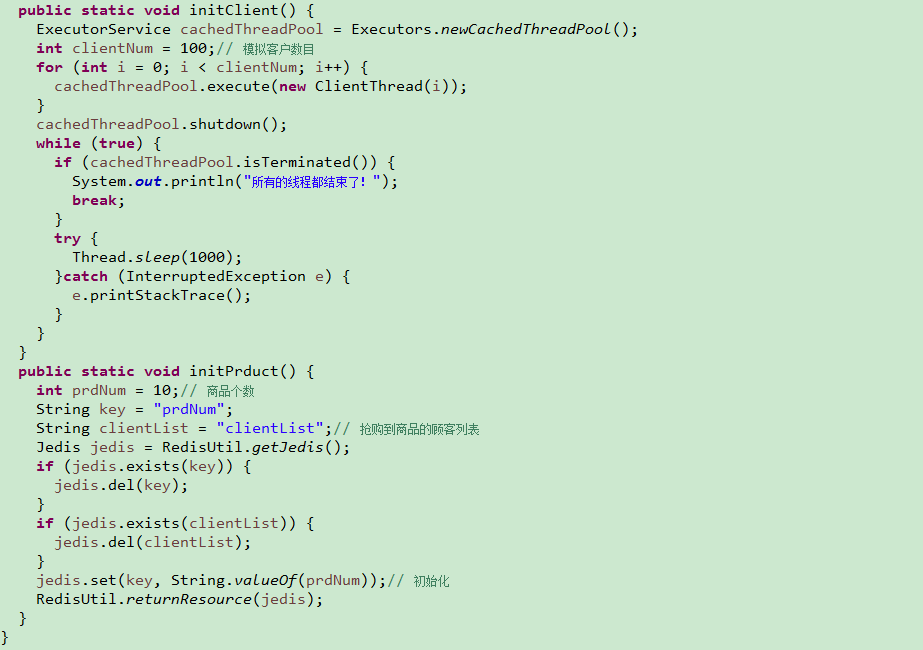 public static void initClient() {
ExecutorService cachedThreadPool = Executors.newCachedThreadPool();
int clientNum = 100;// 模拟客户数目
for (int i = 0; i < clientNum; i++) {
cachedThreadPool.execute(new ClientThread(i));
}
cachedThreadPool.shutdown();
while (true) {
if (cachedThreadPool.isTerminated()) {
System.out.println("所有的线程都结束了！");
break;
}
try {
Thread.sleep(1000);
}catch (InterruptedException e) {
e.printStackTrace();
}
}
}
public static void initPrduct() {
int prdNum = 10;// 商品个数
String key = "prdNum";
String clientList = "clientList";// 抢购到商品的顾客列表
Jedis jedis = RedisUtil.getJedis();
if (jedis.exists(key)) {
jedis.del(key);
}
if (jedis.exists(clientList)) {
jedis.del(clientList);
}
jedis.set(key, String.valueOf(prdNum));// 初始化
RedisUtil.returnResource(jedis);
}
}